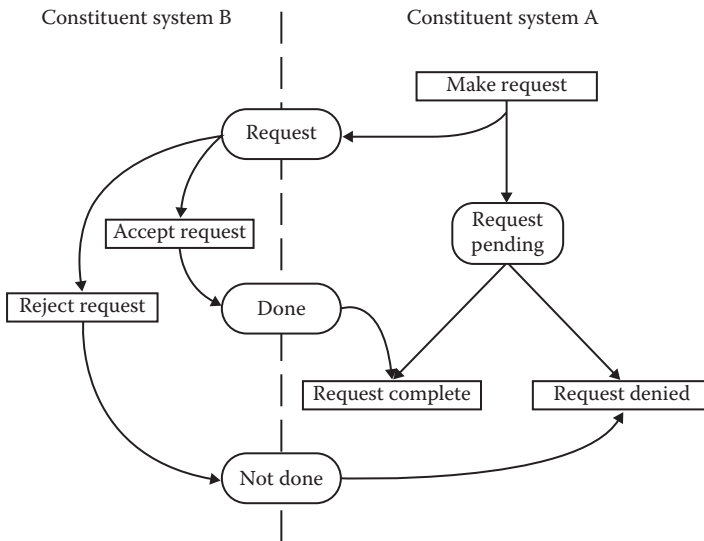 Constituent system B
Constituent system A
Make request
Request
Request
pending
Accept request
Reject request
Done
Request complete
Request denied
Not done